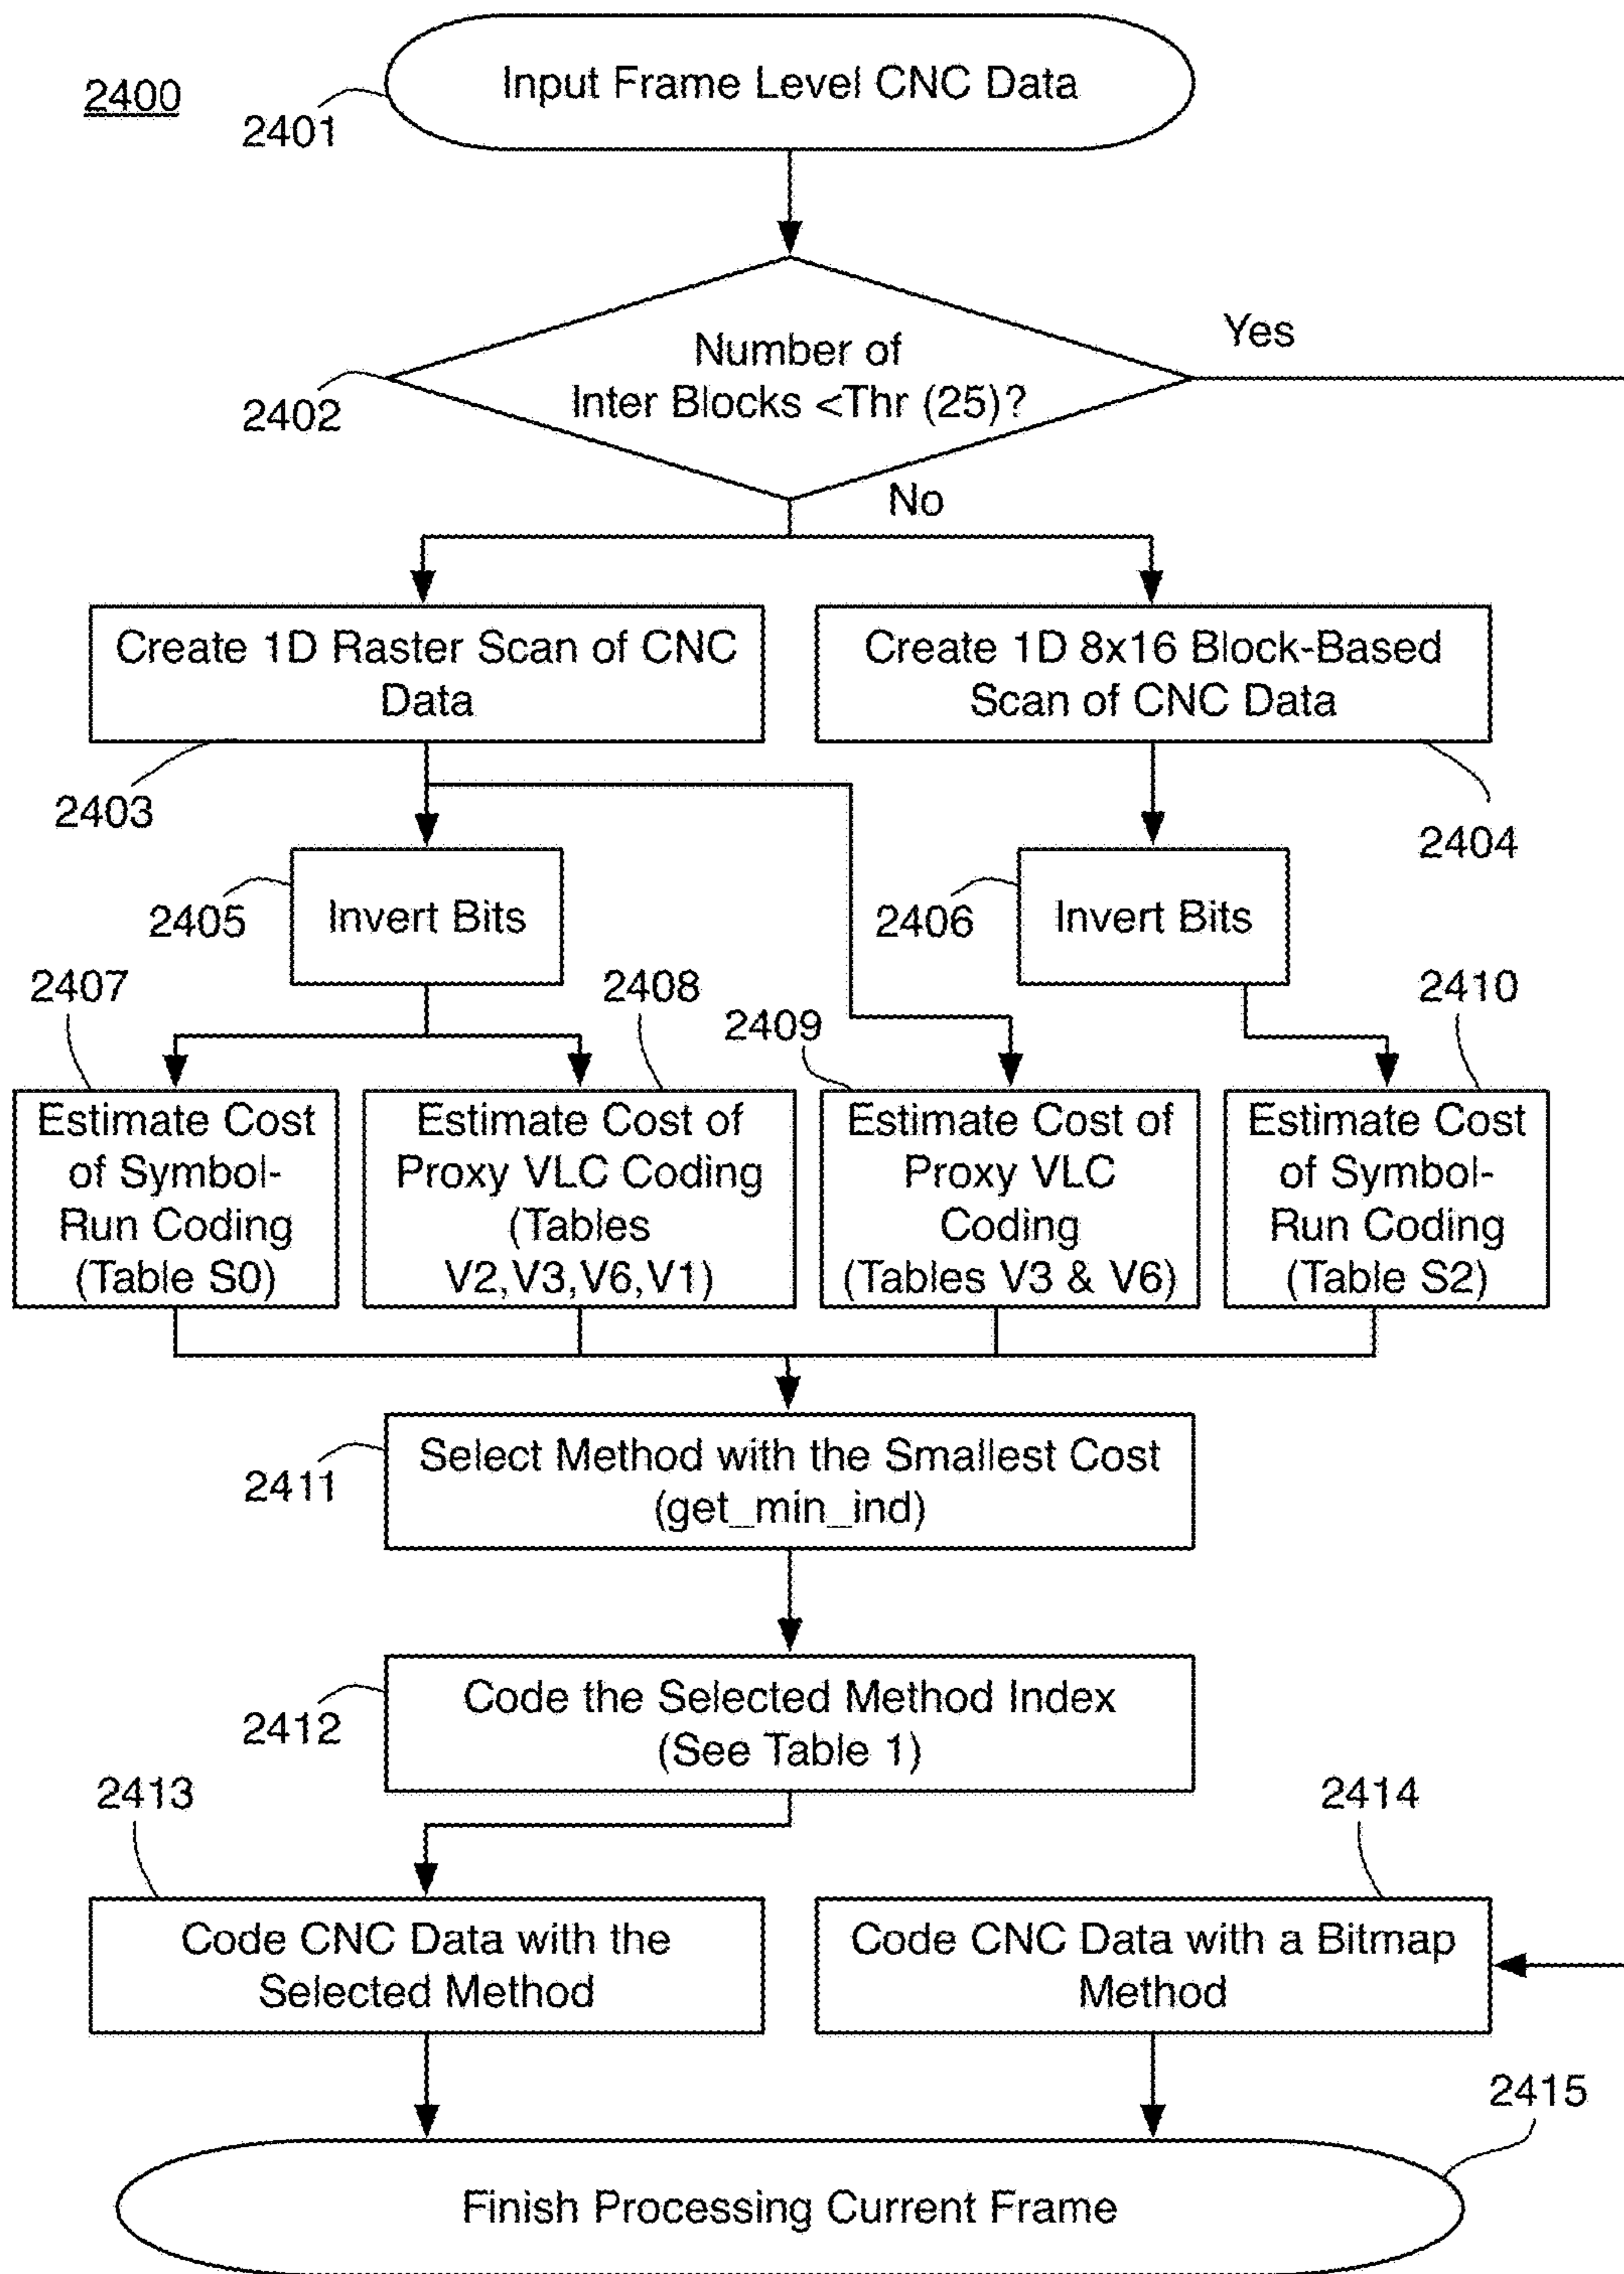 2400
Input Frame Level CNC Data
2401
Number of
Inter Blocks <Thr (25)?
Yes
2402
No
Create 1D Raster Scan of CNC
Data
Create 1D 8x16 Block-Based
Scan of CNC Data
2403
2404
2405
Invert Bits
2406
Invert Bits
2407
2408
2409
2410
Estimate Cost
of Symbol-
Run Coding
(Table S0)
Estimate Cost of
Proxy VLC Coding
(Tables
V2,V3,V6,V1)
Estimate Cost of
Proxy VLC
Coding
(Tables V3 & V6)
Estimate Cost
of Symbol-
Run Coding
(Table S2)
2411
Select Method with the Smallest Cost
(get_min_ind)
2412
Code the Selected Method Index
(See Table 1)
2413
2414
Code CNC Data with the
Selected Method
Code CNC Data with a Bitmap
Method
2415
Finish Processing Current Frame